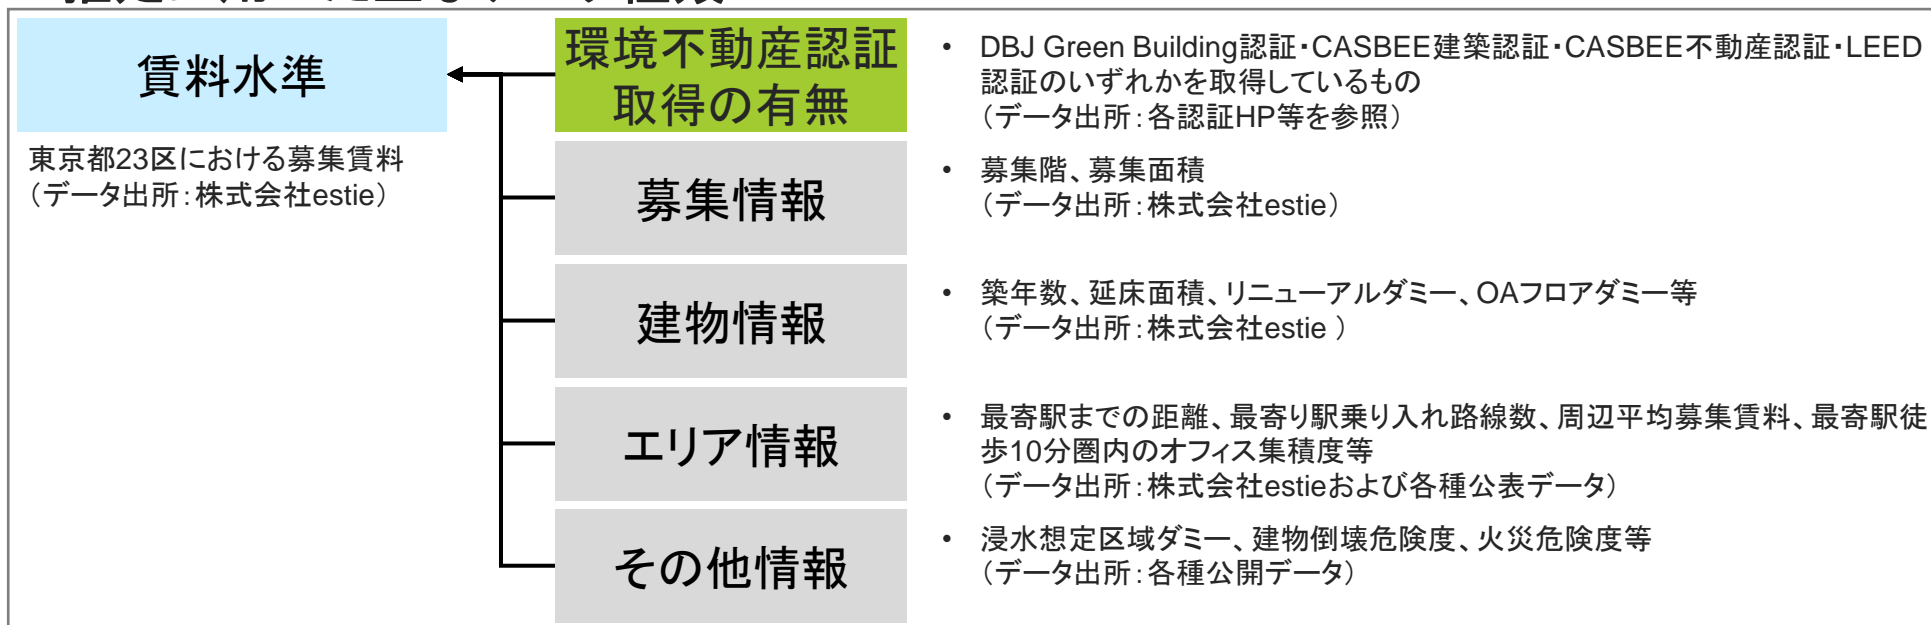 賃料水準
東京都23区における募集賃料
（データ出所：株式会社estie）
環境不動産認証
取得の有無
・ DBJ Green Building認証・CASBEE建築認証・CASBEE不動産認証・LEED
認証のいずれかを取得しているもの
（データ出所：各認証HP等を参照）
募集情報
・ 募集階、募集面積
（データ出所：株式会社estie）
建物情報
・ 築年数、延床面積、リニューアルダミー、OAフロアダミー等
（データ出所：株式会社estie ）
エリア情報
・ 最寄駅までの距離、最寄り駅乗り入れ路線数、周辺平均募集賃料、最寄駅徒
歩10分圏内のオフィス集積度等
（データ出所：株式会社estieおよび各種公表データ）
その他情報
・ 浸水想定区域ダミー、建物倒壊危険度、火災危険度等
（データ出所：各種公開データ）